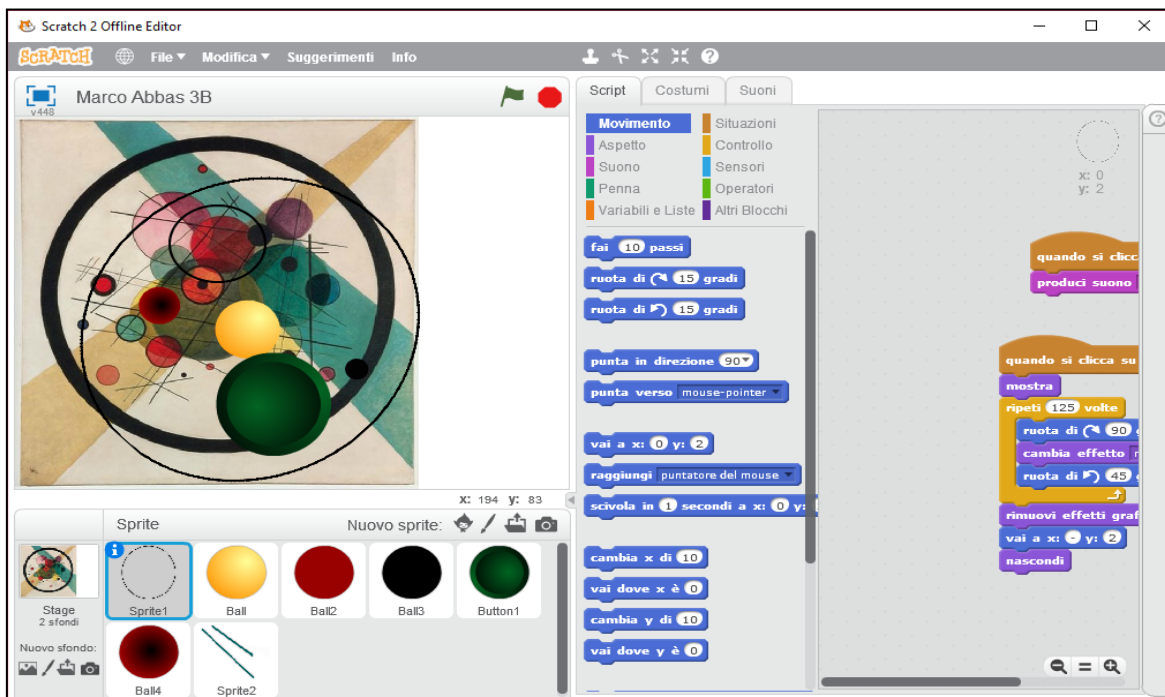 Scratch 2 Offline Editor
SCRATCH File Modifica Suggerimenti Info
v448
Marco Abbas 3B
x: 194 y: 83
Sprite Nuovo sprite:
Stage
2 sfondi
Nuovo sfondo:
Sprite1 Ball Ball2 Ball3 Button1
Ball4 Sprite2
Script Costumi Suoni
Movimento Situazioni
Aspetto Controllo
Suono Sensori
Penna Operatori
Variabili e Liste Altri Blocchi
fai 10 passi
ruota di 15 gradi
ruota di 15 gradi
punta in direzione 90
punta verso mouse-pointer
vai a x: 0 y: 2
raggiungi puntatore del mouse
scivola in 1 secondi a x: 0 y:
cambia x di 10
vai dove x è 0
cambia y di 10
vai dove y è 0
x: 0
y: 2
quando si clicc
produci suono
quando si clicca su
mostra
ripeti 125 volte
ruota di 90
cambia effetto
ruota di 45
rimuovi effetti graf
vai a x: - y: 2
nascondi